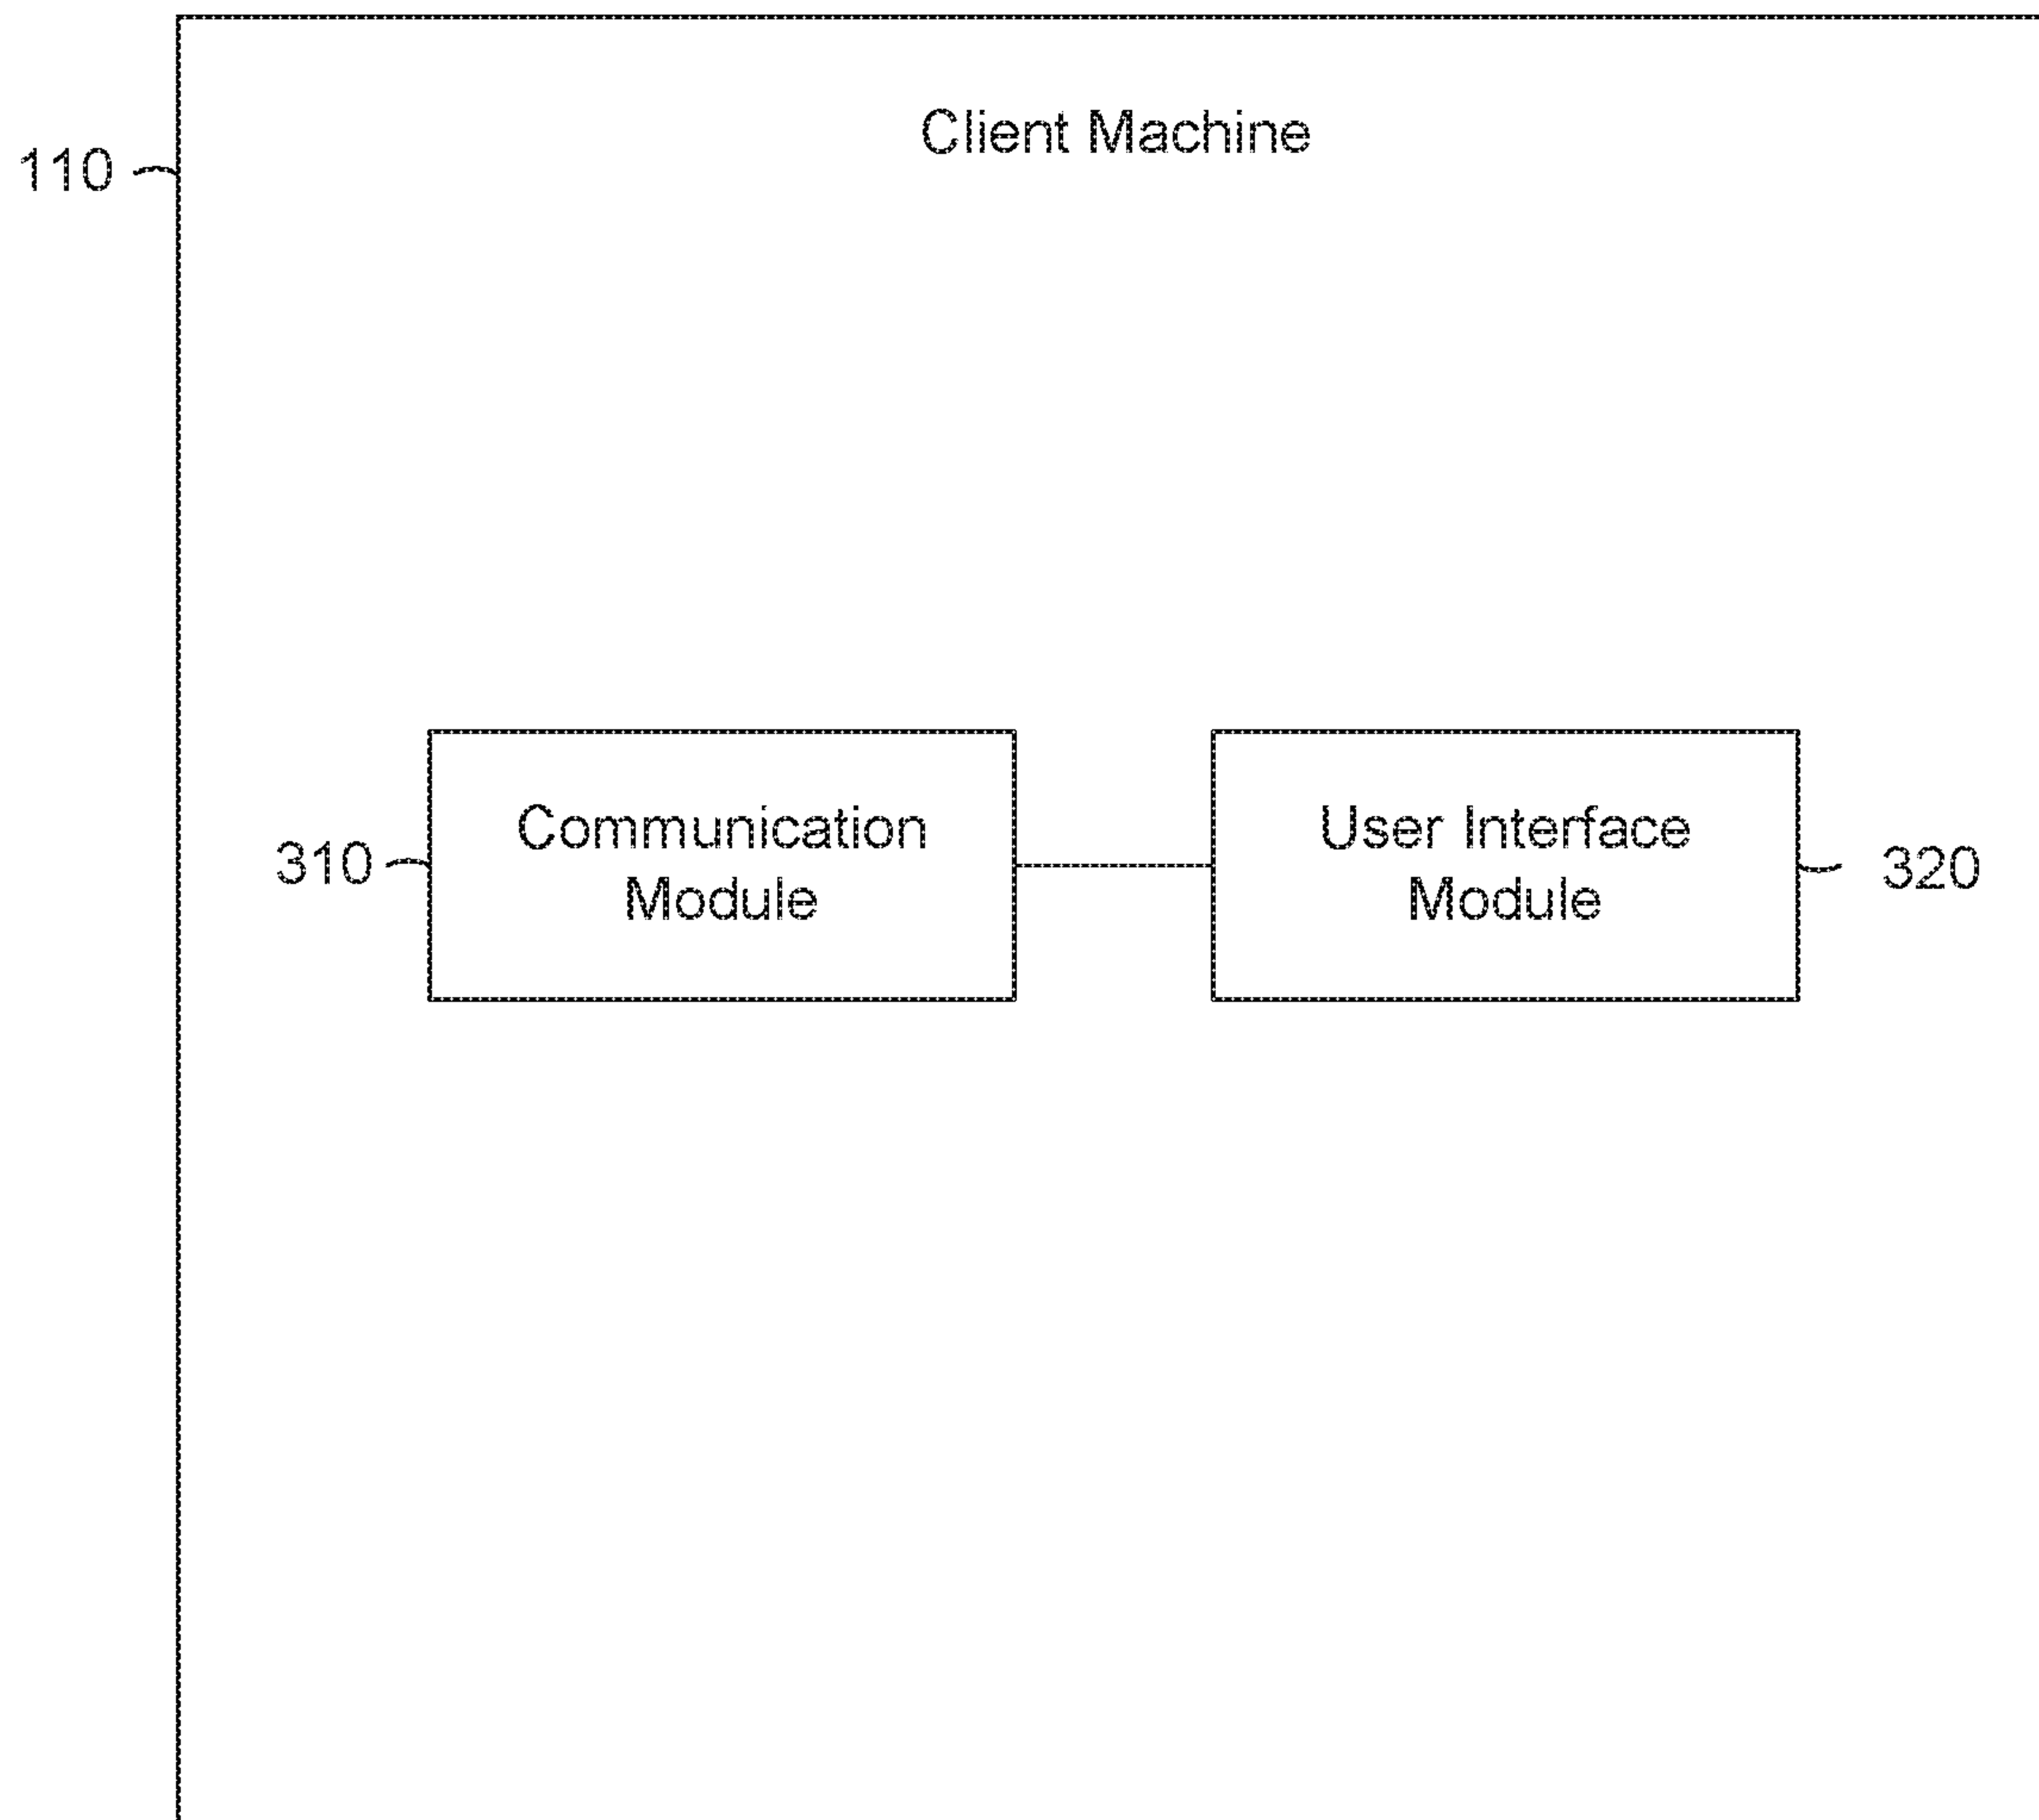 Client Machine
110
Communication
Module
310
User Interface
Module
320